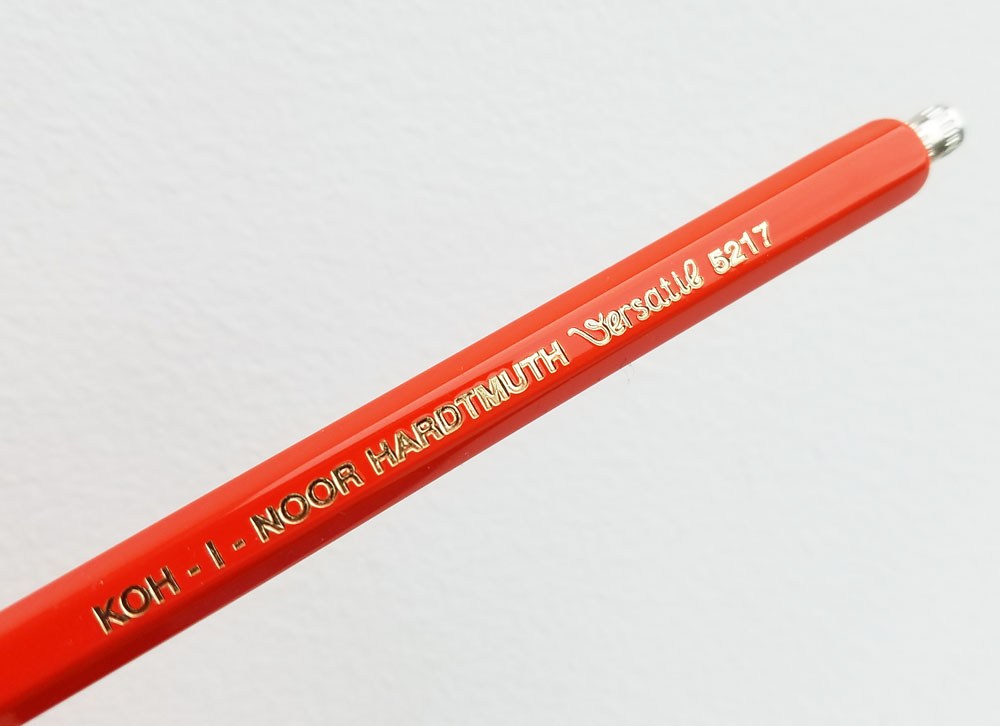 KOH - I - NOOR HARDTMUTH Versatil 5217